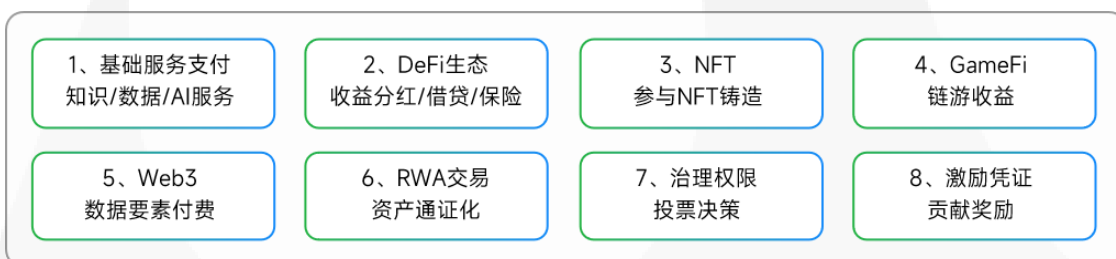 1、基础服务支付
知识/数据/AI服务
2、DeFi生态
收益分红/借贷/保险
3、NFT
参与NFT铸造
4、GameFi
链游收益
5、Web3
数据要素付费
6、RWA交易
资产通证化
7、治理权限
投票决策
8、激励凭证
贡献奖励